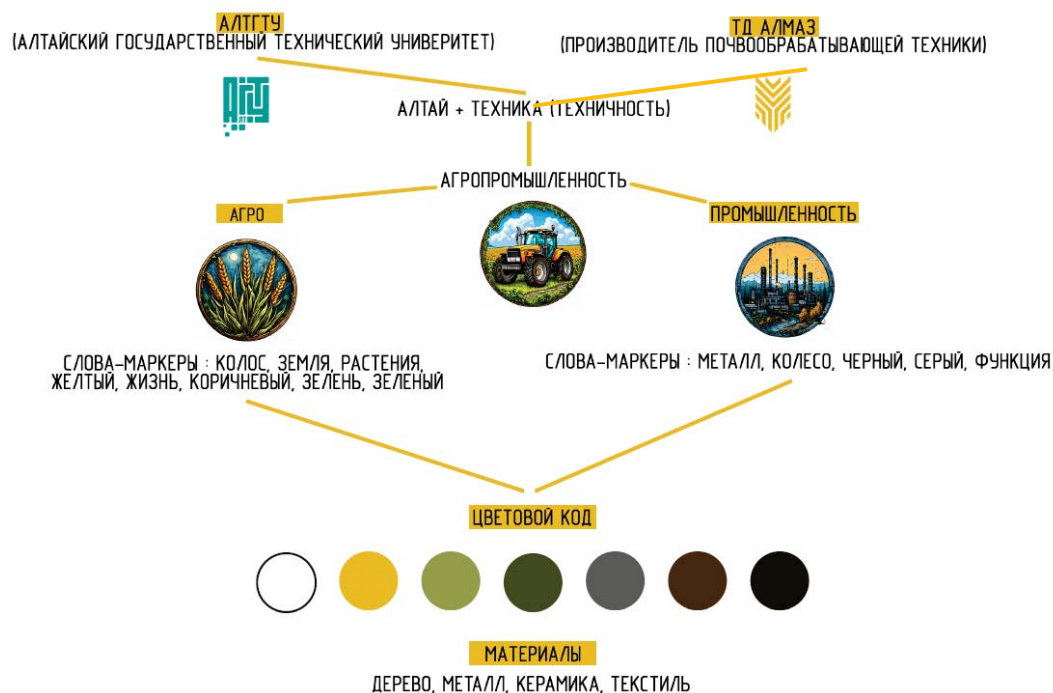 АЛТГТУ
(АЛТАЙСКИЙ ГОСУДАРСТВЕННЫЙ ТЕХНИЧЕСКИЙ УНИВЕРИТЕТ)
ТД АЛМАЗ
(ПРОИЗВОДИТЕЛЬ ПОЧВООБРАБАТЫВАЮЩЕЙ ТЕХНИКИ)
АЛТАЙ + ТЕХНИКА (ТЕХНИЧНОСТЬ)
АГРОПРОМЫШЛЕННОСТЬ
АГРО
ПРОМЫШЛЕННОСТЬ
СЛОВА-МАРКЕРЫ : КОЛОС, ЗЕМЛЯ, РАСТЕНИЯ,
ЖЕЛТЫЙ, ЖИЗНЬ, КОРИЧНЕВЫЙ, ЗЕЛЕНЬ, ЗЕЛЕНЫЙ
СЛОВА-МАРКЕРЫ : МЕТАЛЛ, КОЛЕСО, ЧЕРНЫЙ, СЕРЫЙ, ФУНКЦИЯ
ЦВЕТОВОЙ КОД
МАТЕРИАЛЫ
ДЕРЕВО, МЕТАЛЛ, КЕРАМИКА, ТЕКСТИЛЬ